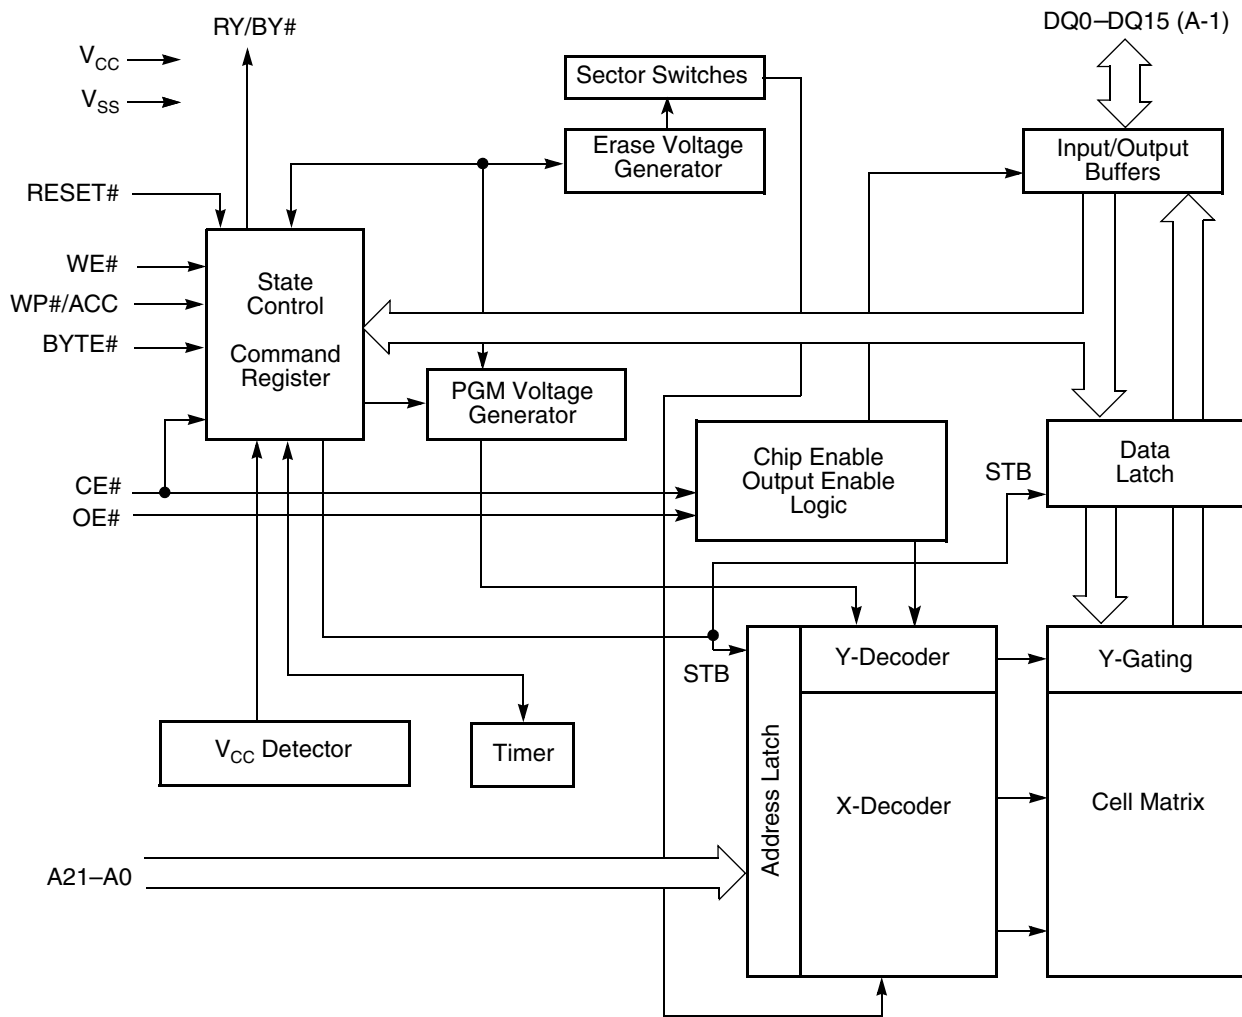 RY/BY#
DQ0–DQ15 (A-1)
VCC
VSS
Sector Switches
Erase Voltage
Generator
Input/Output
Buffers
RESET#
WE#
WP#/ACC
BYTE#
State
Control
Command
Register
PGM Voltage
Generator
CE#
OE#
Chip Enable
Output Enable
Logic
STB
Data
Latch
STB
Y-Decoder
Y-Gating
VCC Detector
Timer
Address Latch
X-Decoder
Cell Matrix
A21–A0